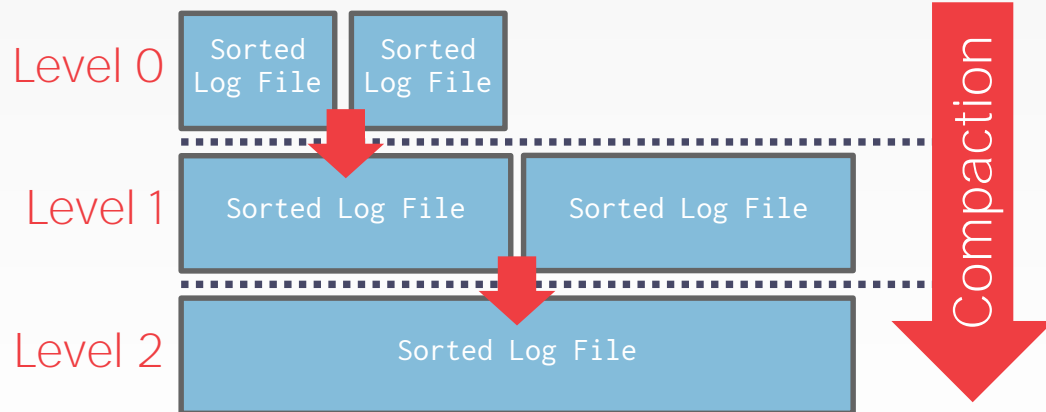 Level 0
Sorted
Log File
Sorted
Log File
Level 1
Sorted Log File
Sorted Log File
Level 2
Sorted Log File
Compaction